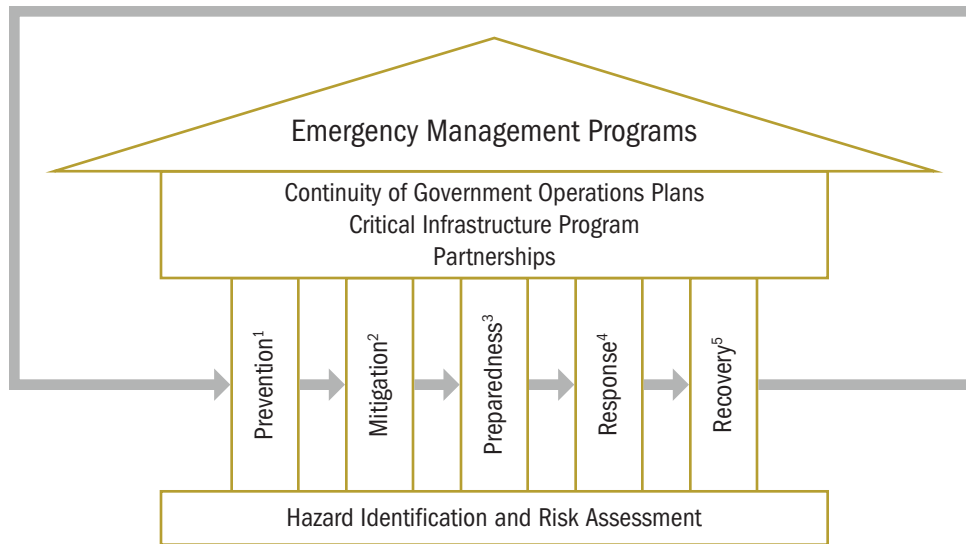 Emergency Management Programs
Continuity of Government Operations Plans
Critical Infrastructure Program
Partnerships
Prevention¹
Mitigation²
Preparedness³
Response⁴
Recovery⁵
Hazard Identification and Risk Assessment